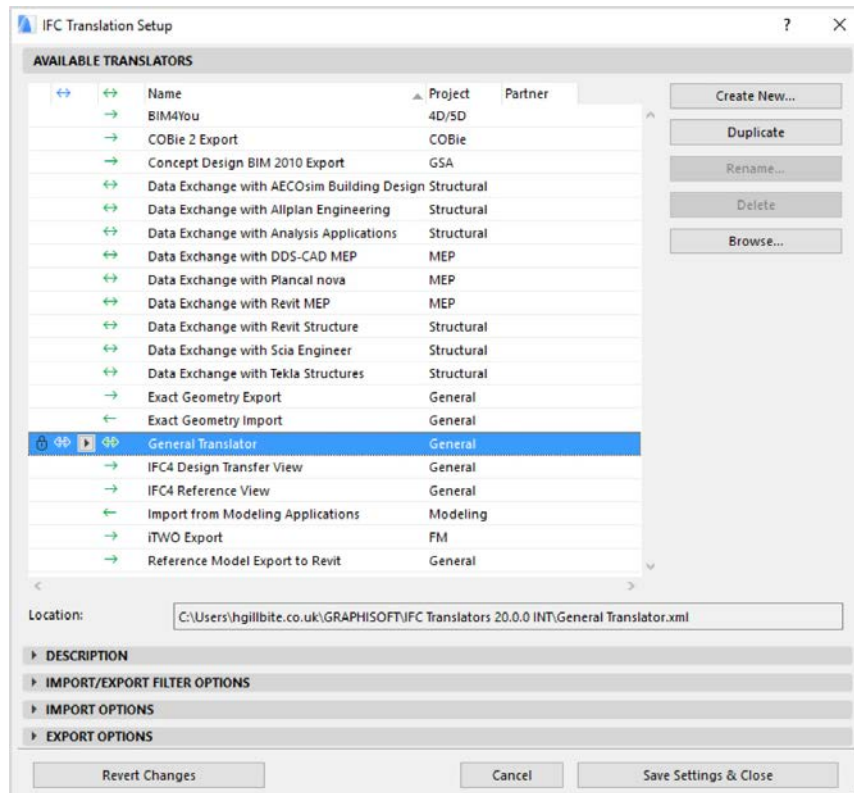 IFC Translation Setup ? ×
AVAILABLE TRANSLATORS
Name Project Partner
BIM4You 4D/5D
COBie 2 Export COBie
Concept Design BIM 2010 Export GSA
Data Exchange with AECOsim Building Design Structural
Data Exchange with Allplan Engineering Structural
Data Exchange with Analysis Applications Structural
Data Exchange with DDS-CAD MEP MEP
Data Exchange with Plancal nova MEP
Data Exchange with Revit MEP MEP
Data Exchange with Revit Structure Structural
Data Exchange with Scia Engineer Structural
Data Exchange with Tekla Structures Structural
Exact Geometry Export General
Exact Geometry Import General
General Translator General
IFC4 Design Transfer View General
IFC4 Reference View General
Import from Modeling Applications Modeling
iTWO Export FM
Reference Model Export to Revit General
Create New...
Duplicate
Rename...
Delete
Browse...
Location: C:\Users\hgillbite.co.uk\GRAPHISOFT\IFC Translators 20.0.0 INT\General Translator.xml
DESCRIPTION
IMPORT/EXPORT FILTER OPTIONS
IMPORT OPTIONS
EXPORT OPTIONS
Revert Changes Cancel Save Settings & Close